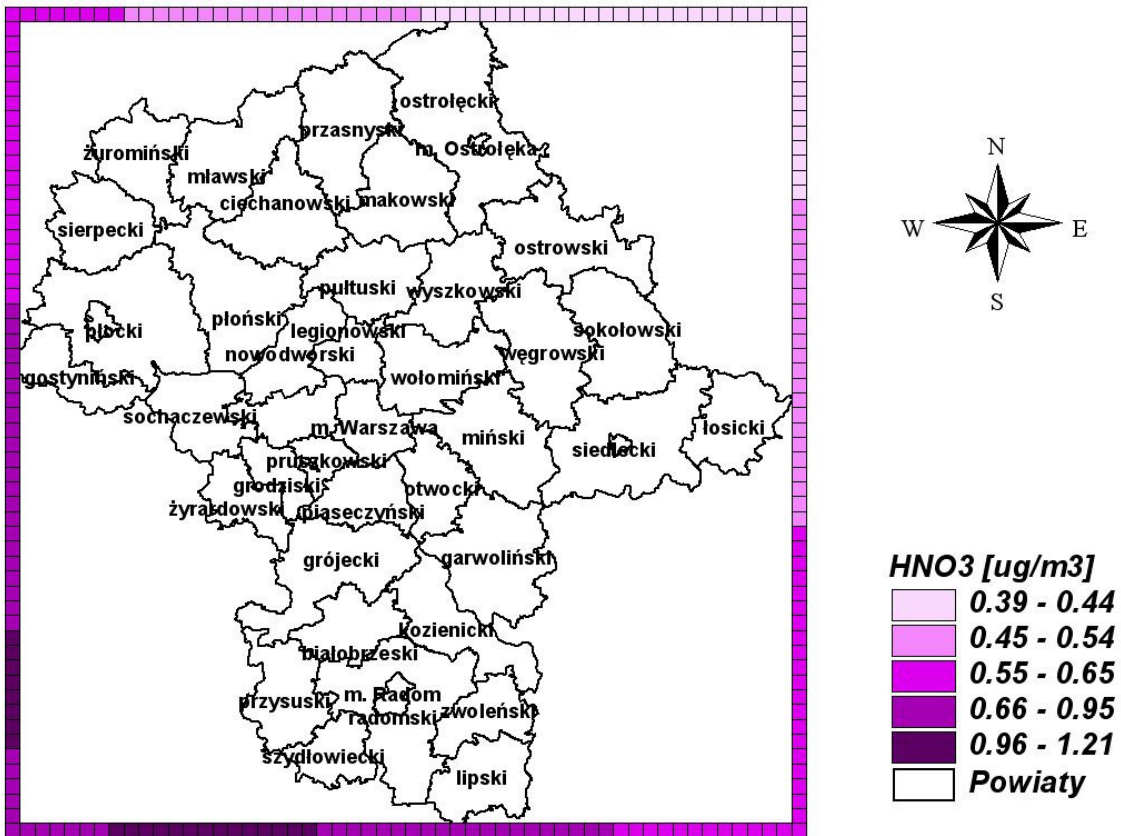 ostrołęcki
przasnyski
m. Ostrołęka
żuromiński
mławski
ciechanowski
makowski
sierpecki
ostrowski
pułtuski
wyszkowski
płoński
legionowski
płocki
sokołowski
nowodworski
węgrowski
gostyniński
wołomiński
sochaczewski
m. Warszawa
miński
łosicki
siedlecki
pruszkowski
grodziski
otwocki
żyrardowski
piaseczyński
grójecki
garwoliński
kozienicki
białobrzeski
m. Radom
przysuski
zwoleński
radomski
szydłowiecki
lipski
N
W
E
S
HNO3 [ug/m3]
0.39 - 0.44
0.45 - 0.54
0.55 - 0.65
0.66 - 0.95
0.96 - 1.21
Powiaty